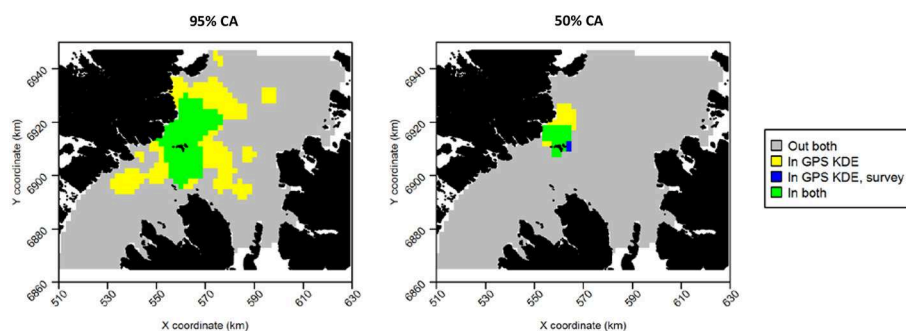 95% CA
50% CA
Y coordinate (km)
6860
6880
6900
6920
6940
510
530
550
570
590
610
630
X coordinate (km)
Y coordinate (km)
6860
6880
6900
6920
6940
510
530
550
570
590
610
630
X coordinate (km)
Out both
In GPS KDE
In GPS KDE, survey
In both